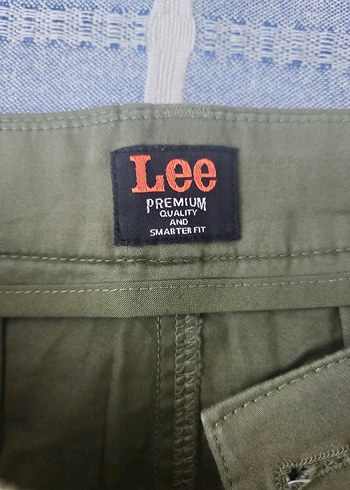 Lee
PREMIUM
QUALITY
AND
SMARTER FIT